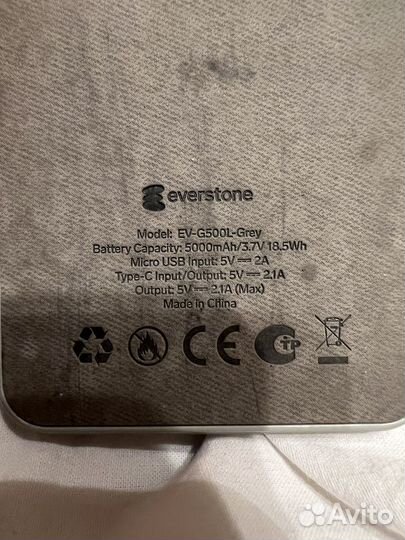 everstone
Model: EV-G500L-Grey
Battery Capacity: 5000mAh/3.7V 18.5Wh
Micro USB Input: 5V ⎓ 2A
Type-C Input/Output: 5V ⎓ 2.1A
Output: 5V ⎓ 2.1A (Max)
Made in China
CE
Avito